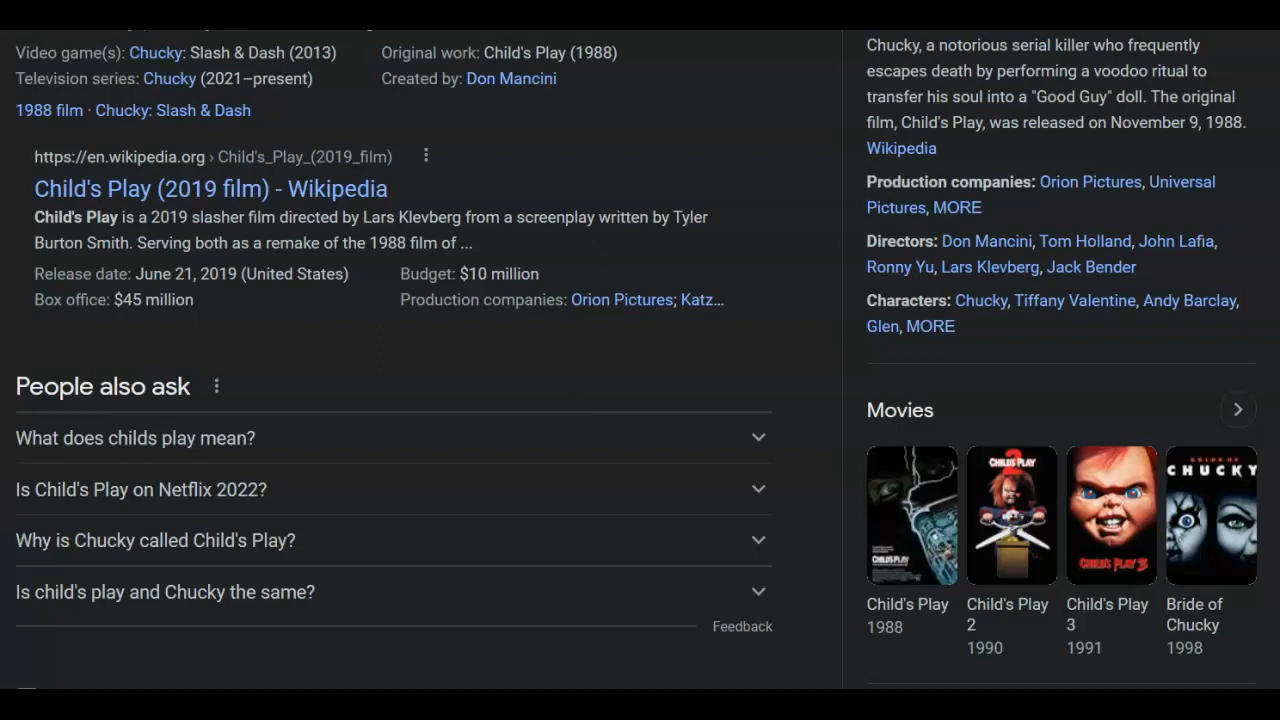 Video game(s): Chucky: Slash & Dash (2013)
Original work: Child's Play (1988)
Television series: Chucky (2021–present)
Created by: Don Mancini
1988 film · Chucky: Slash & Dash
https://en.wikipedia.org › Child's_Play_(2019_film)
Child's Play (2019 film) - Wikipedia
Child's Play is a 2019 slasher film directed by Lars Klevberg from a screenplay written by Tyler
Burton Smith. Serving both as a remake of the 1988 film of ...
Release date: June 21, 2019 (United States)
Budget: $10 million
Box office: $45 million
Production companies: Orion Pictures; Katz...
People also ask
What does childs play mean?
Is Child's Play on Netflix 2022?
Why is Chucky called Child's Play?
Is child's play and Chucky the same?
Feedback
Chucky, a notorious serial killer who frequently
escapes death by performing a voodoo ritual to
transfer his soul into a "Good Guy" doll. The original
film, Child's Play, was released on November 9, 1988.
Wikipedia
Production companies: Orion Pictures, Universal
Pictures, MORE
Directors: Don Mancini, Tom Holland, John Lafia,
Ronny Yu, Lars Klevberg, Jack Bender
Characters: Chucky, Tiffany Valentine, Andy Barclay,
Glen, MORE
Movies
CHILD'S PLAY
CHILD'S PLAY
2
CHILD'S PLAY 3
BRIDE OF
CHUCKY
Child's Play
1988
Child's Play
2
1990
Child's Play
3
1991
Bride of
Chucky
1998